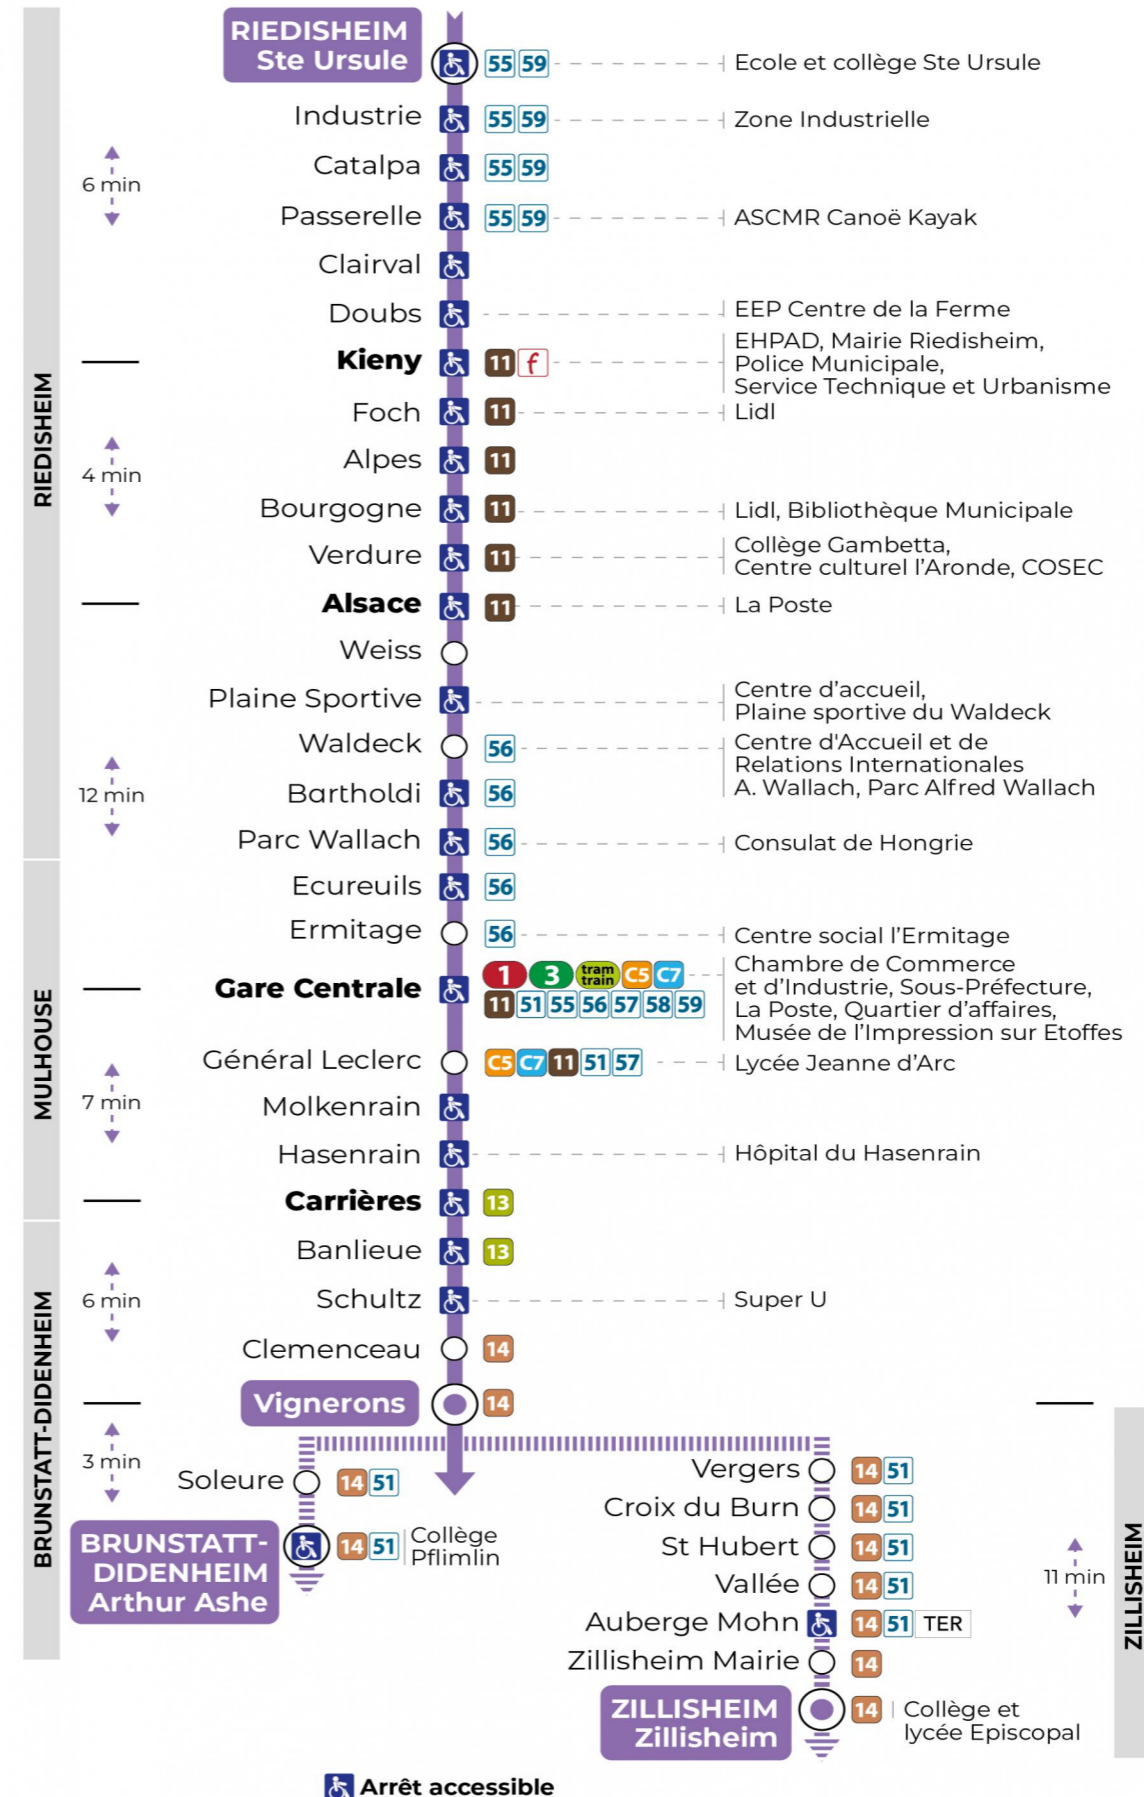 RIEDISHEIM
Ste Ursule
55 59
Ecole et collège Ste Ursule
Industrie
55 59
Zone Industrielle
Catalpa
55 59
6 min
Passerelle
55 59
ASCMR Canoë Kayak
Clairval
Doubs
EEP Centre de la Ferme
Kieny
11 f
EHPAD, Mairie Riedisheim,
Police Municipale,
Service Technique et Urbanisme
Foch
11
Lidl
RIEDISHEIM
Alpes
11
4 min
Bourgogne
11
Lidl, Bibliothèque Municipale
Verdure
11
Collège Gambetta,
Centre culturel l'Aronde, COSEC
Alsace
11
La Poste
Weiss
Plaine Sportive
Centre d'accueil,
Plaine sportive du Waldeck
Waldeck
56
Centre d'Accueil et de
Relations Internationales
A. Wallach, Parc Alfred Wallach
12 min
Bartholdi
56
Parc Wallach
56
Consulat de Hongrie
Ecureuils
56
Ermitage
56
Centre social l'Ermitage
Gare Centrale
1 3 tram train C5 C7
11 51 55 56 57 58 59
Chambre de Commerce
et d'Industrie, Sous-Préfecture,
La Poste, Quartier d'affaires,
Musée de l'Impression sur Etoffes
MULHOUSE
Général Leclerc
C5 C7 11 51 57
Lycée Jeanne d'Arc
7 min
Molkenrain
Hasenrain
Hôpital du Hasenrain
Carrières
13
Banlieue
13
6 min
Schultz
Super U
Clemenceau
14
Vignerons
14
BRUNSTATT-DIDENHEIM
3 min
Soleure
14 51
BRUNSTATT-
DIDENHEIM
Arthur Ashe
14 51
Collège
Pflimlin
Vergers
14 51
Croix du Burn
14 51
St Hubert
14 51
Vallée
14 51
11 min
Auberge Mohn
14 51 TER
Zillisheim Mairie
14
ZILLISHEIM
Zillisheim
14
Collège et
lycée Episcopal
ZILLISHEIM
Arrêt accessible